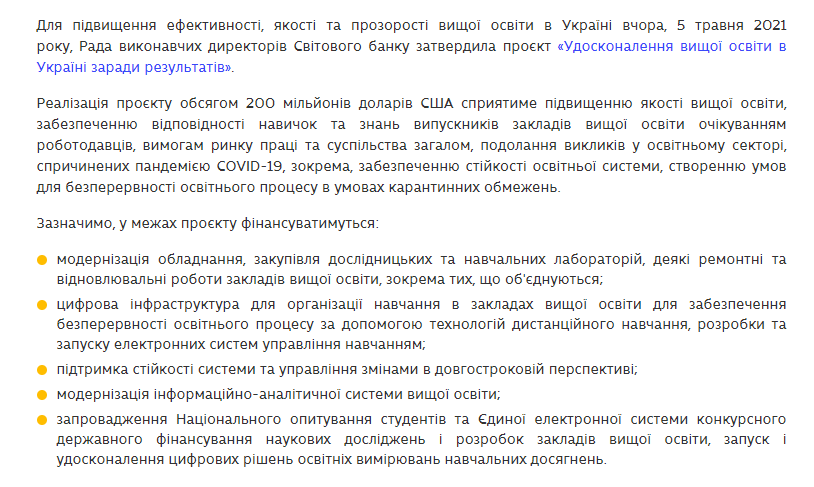 Для підвищення ефективності, якості та прозорості вищої освіти в Україні вчора, 5 травня 2021
року, Рада виконавчих директорів Світового банку затвердила проєкт «Удосконалення вищої освіти в
Україні заради результатів».
Реалізація проєкту обсягом 200 мільйонів доларів США сприятиме підвищенню якості вищої освіти,
забезпеченню відповідності навичок та знань випускників закладів вищої освіти очікуванням
роботодавців, вимогам ринку праці та суспільства загалом, подолання викликів у освітньому секторі,
спричинених пандемією COVID-19, зокрема, забезпеченню стійкості освітньої системи, створенню умов
для безперервності освітнього процесу в умовах карантинних обмежень.
Зазначимо, у межах проєкту фінансуватимуться:
модернізація обладнання, закупівля дослідницьких та навчальних лабораторій, деякі ремонтні та
відновлювальні роботи закладів вищої освіти, зокрема тих, що об'єднуються;
цифрова інфраструктура для організації навчання в закладах вищої освіти для забезпечення
безперервності освітнього процесу за допомогою технологій дистанційного навчання, розробки та
запуску електронних систем управління навчанням;
підтримка стійкості системи та управління змінами в довгостроковій перспективі;
модернізація інформаційно-аналітичної системи вищої освіти;
запровадження Національного опитування студентів та Єдиної електронної системи конкурсного
державного фінансування наукових досліджень і розробок закладів вищої освіти, запуск і
удосконалення цифрових рішень освітніх вимірювань навчальних досягнень.